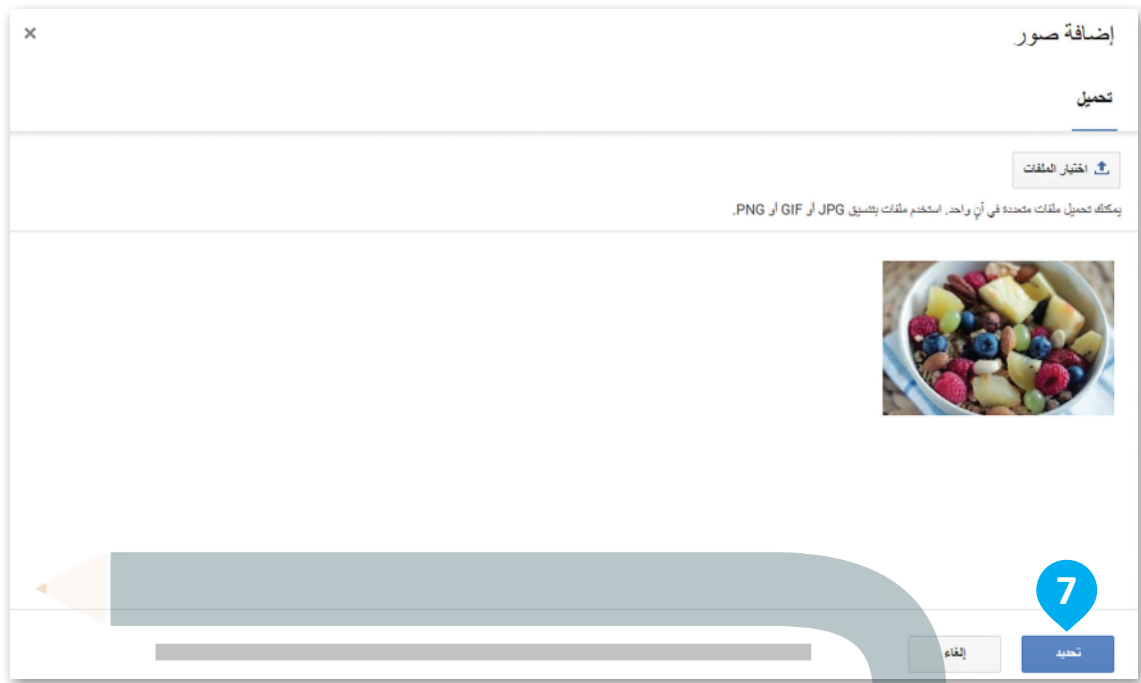 إضافة صور
×
تحميل
اختيار الملفات
يمكنك تحميل ملفات متعددة في آنٍ واحد. استخدم ملفات بتنسيق JPG أو GIF أو PNG.
7
تحديد
إلغاء